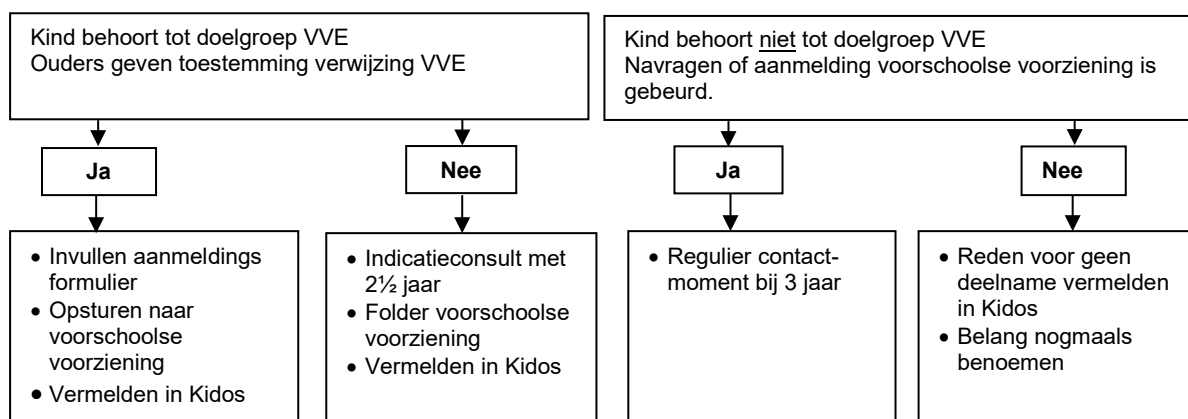 Kind behoort tot doelgroep VVE
Ouders geven toestemming verwijzing VVE
Ja
• Invullen aanmeldings
formulier
• Opsturen naar
voorschoolse
voorziening
• Vermelden in Kidos
Nee
• Indicatieconsult met
2½ jaar
• Folder voorschoolse
voorziening
• Vermelden in Kidos
Kind behoort niet tot doelgroep VVE
Navragen of aanmelding voorschoolse voorziening is
gebeurd.
Ja
• Regulier contact-
moment bij 3 jaar
Nee
• Reden voor geen
deelname vermelden
in Kidos
• Belang nogmaals
benoemen